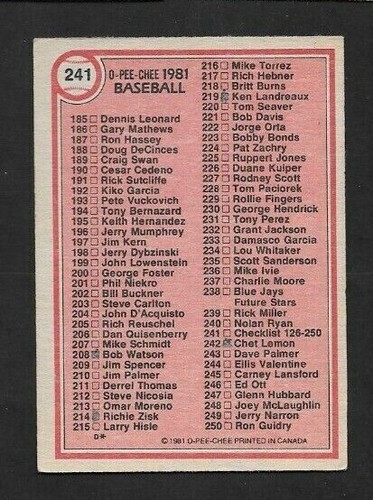 241
O-PEE-CHEE 1981
BASEBALL
185 Dennis Leonard
186 Gary Mathews
187 Ron Hassey
188 Doug DeCinces
189 Craig Swan
190 Cesar Cedeno
191 Rick Sutcliffe
192 Kiko Garcia
193 Pete Vuckovich
194 Tony Bernazard
195 Keith Hernandez
196 Jerry Mumphrey
197 Jim Kern
198 Jerry Dybzinski
199 John Lowenstein
200 George Foster
201 Phil Niekro
202 Bill Buckner
203 Steve Carlton
204 John D'Acquisto
205 Rich Reuschel
206 Dan Quisenberry
207 Mike Schmidt
208 Bob Watson
209 Jim Spencer
210 Jim Palmer
211 Derrel Thomas
212 Steve Nicosia
213 Omar Moreno
214 Richie Zisk
215 Larry Hisle
D*
216 Mike Torrez
217 Rich Hebner
218 Britt Burns
219 Ken Landreaux
220 Tom Seaver
221 Bob Davis
222 Jorge Orta
223 Bobby Bonds
224 Pat Zachry
225 Ruppert Jones
226 Duane Kuiper
227 Rodney Scott
228 Tom Paciorek
229 Rollie Fingers
230 George Hendrick
231 Tony Perez
232 Grant Jackson
233 Damasco Garcia
234 Lou Whitaker
235 Scott Sanderson
236 Mike Ivie
237 Charlie Moore
238 Blue Jays
Future Stars
239 Rick Miller
240 Nolan Ryan
241 Checklist 126-250
242 Chet Lemon
243 Dave Palmer
244 Ellis Valentine
245 Carney Lansford
246 Ed Ott
247 Glenn Hubbard
248 Joey McLaughlin
249 Jerry Narron
250 Ron Guidry
© 1981 O-PEE-CHEE PRINTED IN CANADA